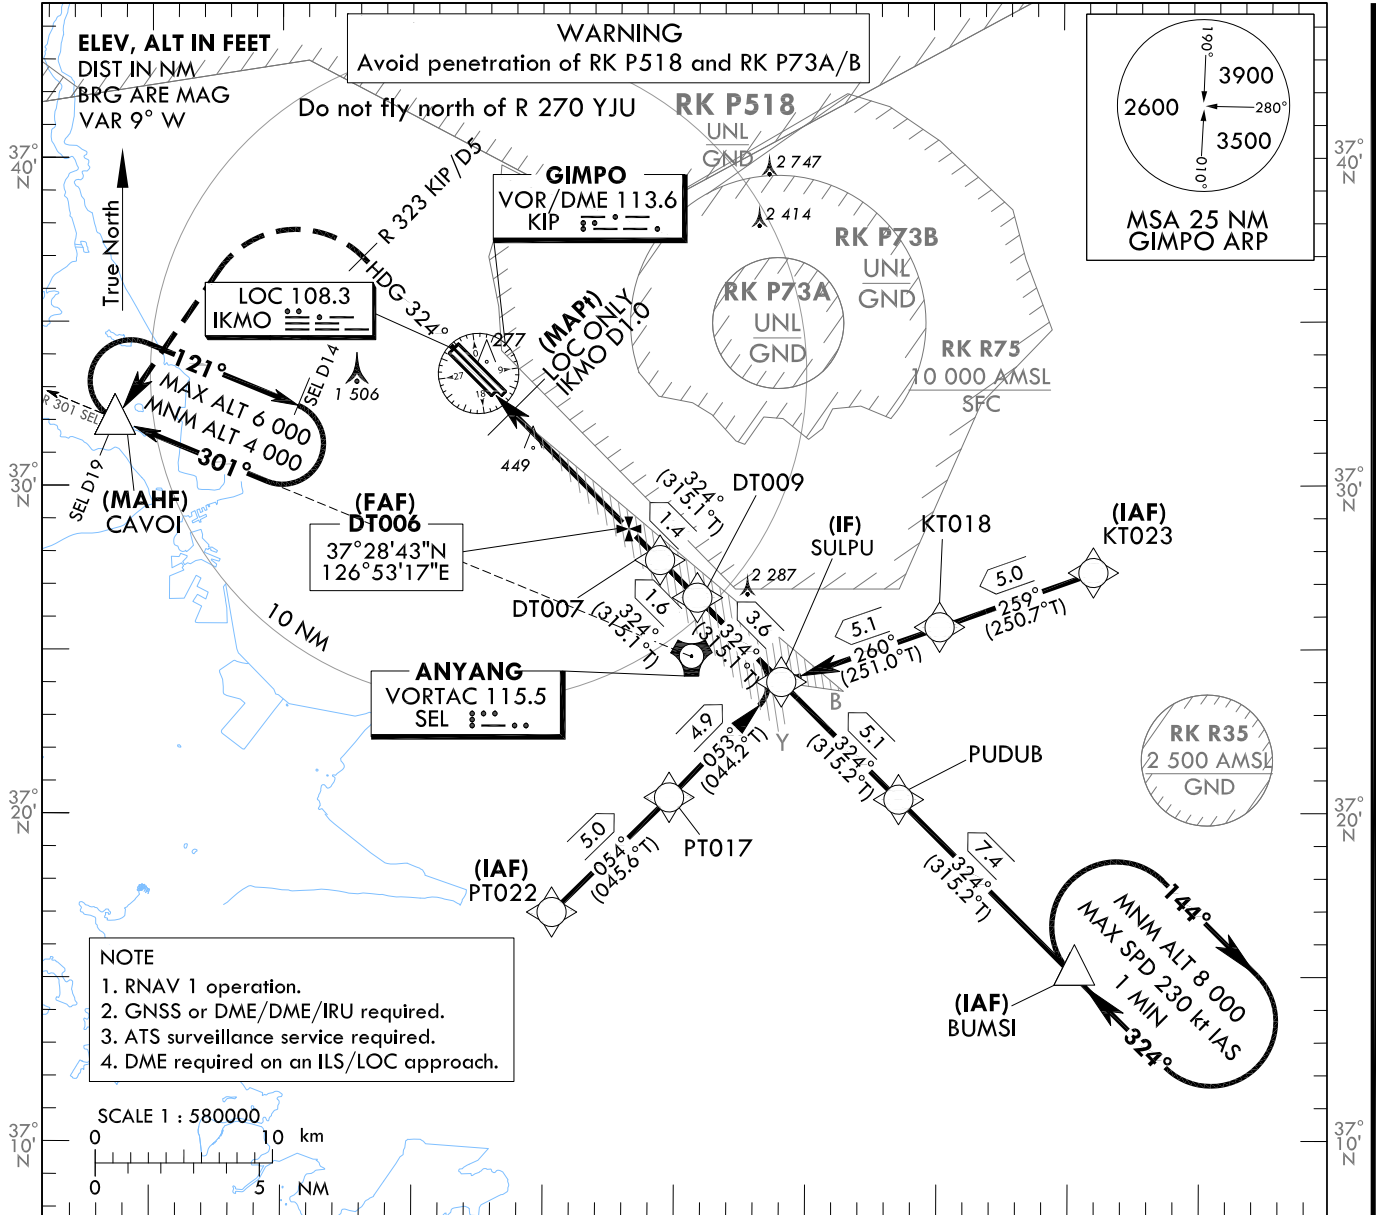 ELEV, ALT IN FEET
DIST IN NM
BRG ARE MAG
VAR 9° W
WARNING
Avoid penetration of RK P518 and RK P73A/B
Do not fly north of R 270 YJU
190°
3900
2600
280°
3500
010°
MSA 25 NM
GIMPO ARP
37°
40'
N
37°
40'
N
True North
R 323 KIP/D5
HDG 324°
GIMPO
VOR/DME 113.6
KIP
RK P518
UNL
GND
2 747
2 414
RK P73B
UNL
GND
RK P73A
UNL
GND
RK R75
10 000 AMSL
SFC
LOC 108.3
IKMO
277
0
9
18
27
(MAPt)
LOC ONLY
IKMO D1.0
121°
MAX ALT 6 000
MNM ALT 4 000
301°
SEL D14
1 506
R 301 SEL
SEL D19
(MAHF)
CAVOI
449
37°
30'
N
37°
30'
N
(FAF)
DT006
37°28'43"N
126°53'17"E
324°
(315.1°T)
1.4
DT009
(IF)
SULPU
KT018
(IAF)
KT023
5.0
259°
(250.7°T)
5.1
260°
(251.0°T)
2 287
DT007
1.6
324°
(315.1°T)
3.6
324°
(315.1°T)
10 NM
ANYANG
VORTAC 115.5
SEL
B
Y
4.9
053°
(044.2°T)
5.1
324°
(315.2°T)
PUDUB
RK R35
2 500 AMSL
GND
37°
20'
N
37°
20'
N
PT017
5.0
054°
(045.6°T)
(IAF)
PT022
7.4
324°
(315.2°T)
144°
MNM ALT 8 000
MAX SPD 230 kt IAS
1 MIN
324°
(IAF)
BUMSI
NOTE
1. RNAV 1 operation.
2. GNSS or DME/DME/IRU required.
3. ATS surveillance service required.
4. DME required on an ILS/LOC approach.
SCALE 1 : 580000
0 10 km
0 5 NM
37°
10'
N
37°
10'
N